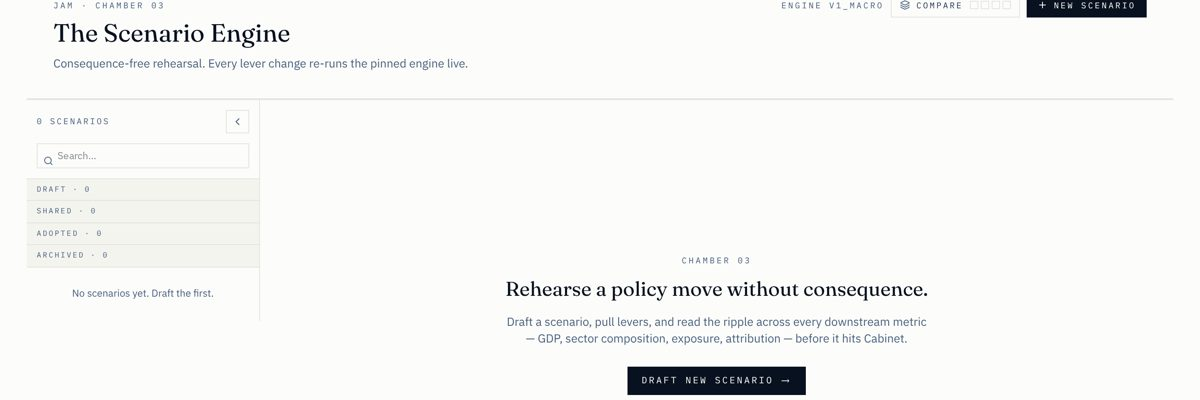 JAM · CHAMBER 03
ENGINE V1_MACRO
COMPARE
+ NEW SCENARIO
The Scenario Engine
Consequence-free rehearsal. Every lever change re-runs the pinned engine live.
0 SCENARIOS
Search...
DRAFT · 0
SHARED · 0
ADOPTED · 0
ARCHIVED · 0
No scenarios yet. Draft the first.
CHAMBER 03
Rehearse a policy move without consequence.
Draft a scenario, pull levers, and read the ripple across every downstream metric
— GDP, sector composition, exposure, attribution — before it hits Cabinet.
DRAFT NEW SCENARIO →